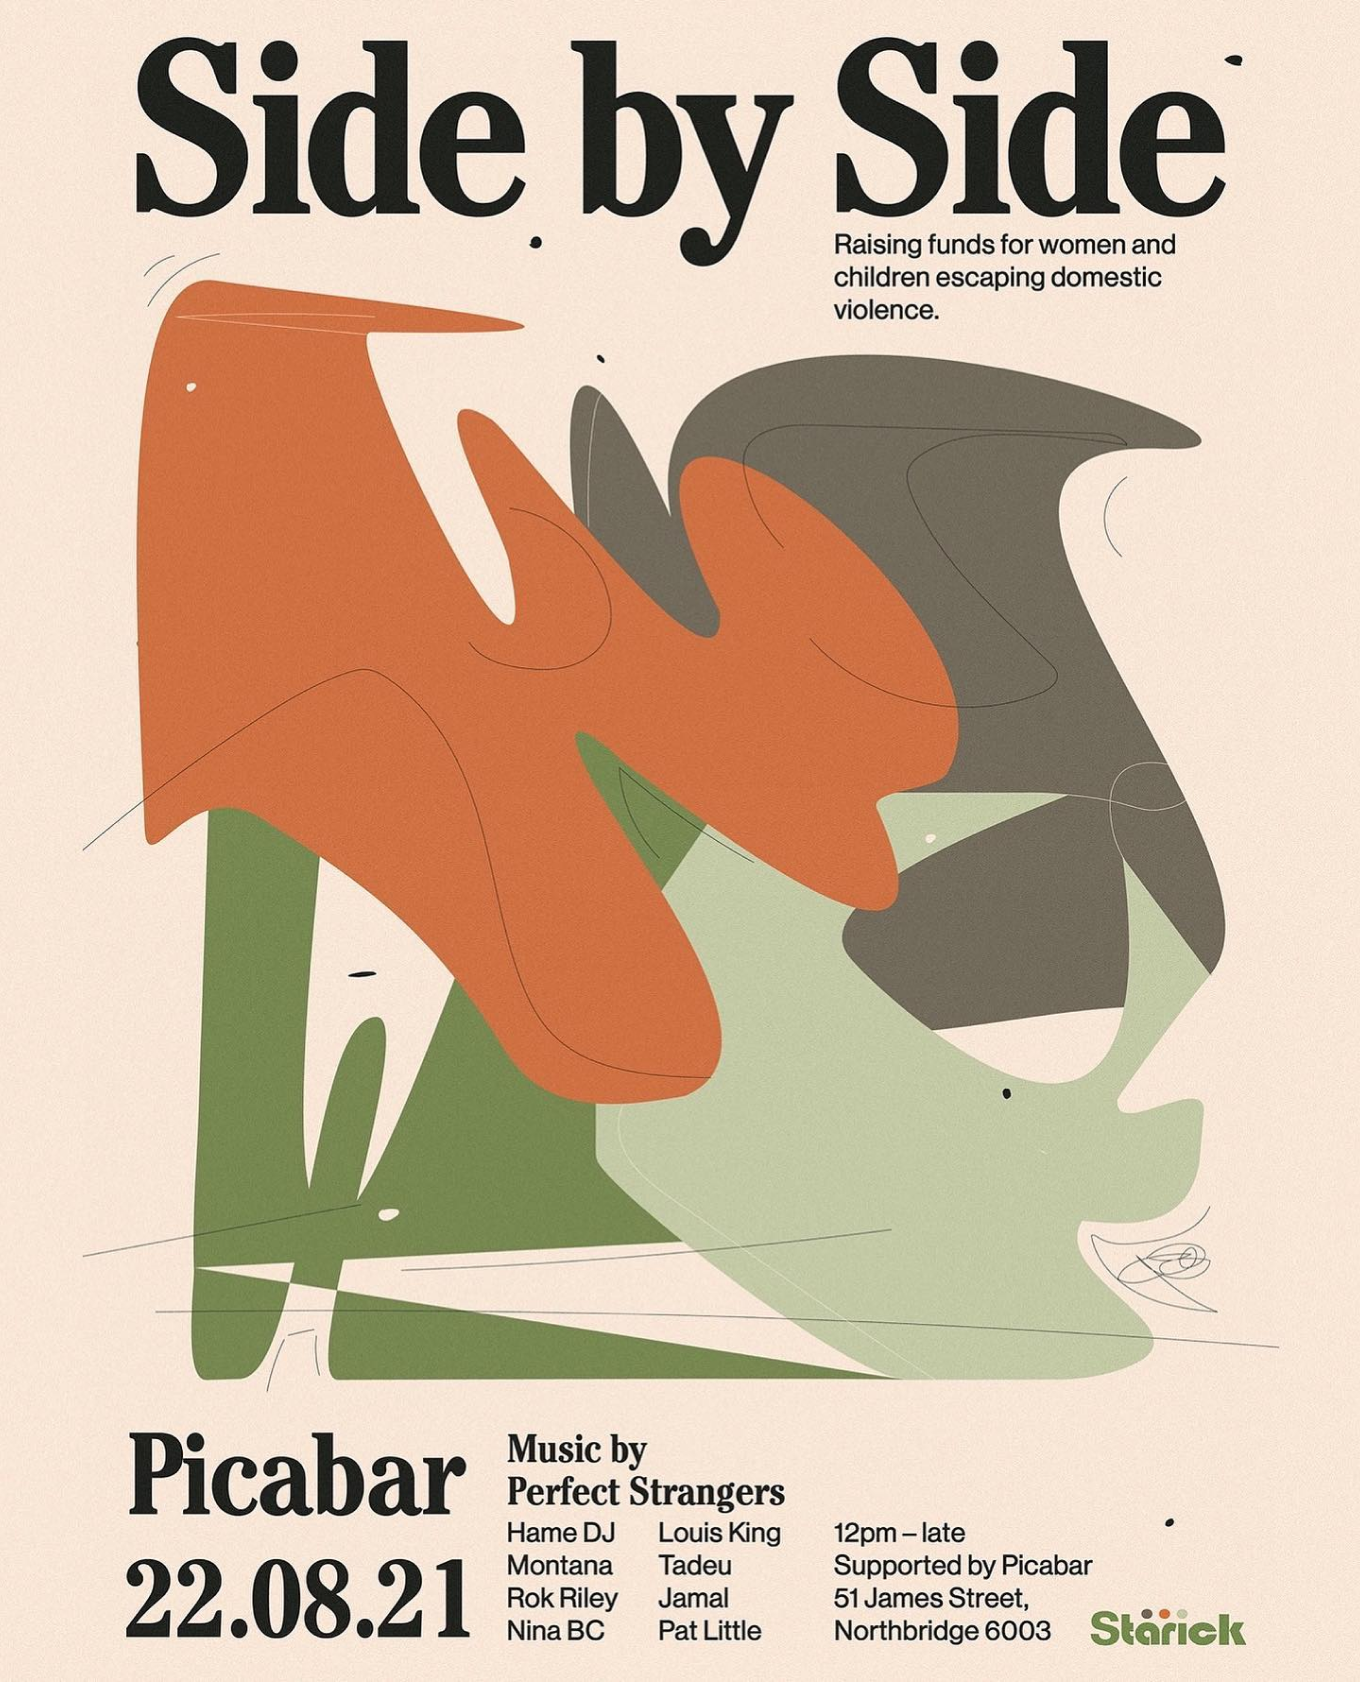 Side by Side
Raising funds for women and
children escaping domestic
violence.
Picabar
22.08.21
Music by
Perfect Strangers
Hame DJ
Montana
Rok Riley
Nina BC
Louis King
Tadeu
Jamal
Pat Little
12pm – late
Supported by Picabar
51 James Street,
Northbridge 6003
Starick